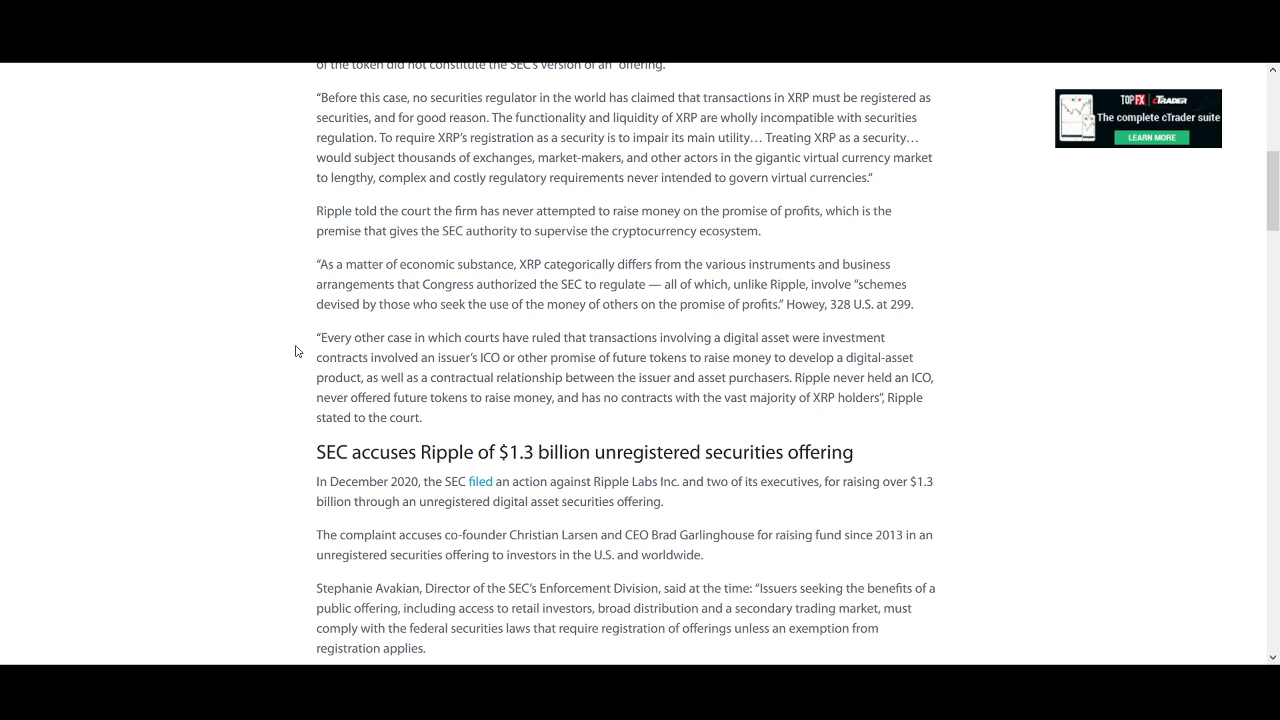 of the token did not constitute the SEC's version of an "offering.
“Before this case, no securities regulator in the world has claimed that transactions in XRP must be registered as
securities, and for good reason. The functionality and liquidity of XRP are wholly incompatible with securities
regulation. To require XRP’s registration as a security is to impair its main utility… Treating XRP as a security…
would subject thousands of exchanges, market-makers, and other actors in the gigantic virtual currency market
to lengthy, complex and costly regulatory requirements never intended to govern virtual currencies.”
Ripple told the court the firm has never attempted to raise money on the promise of profits, which is the
premise that gives the SEC authority to supervise the cryptocurrency ecosystem.
“As a matter of economic substance, XRP categorically differs from the various instruments and business
arrangements that Congress authorized the SEC to regulate — all of which, unlike Ripple, involve “schemes
devised by those who seek the use of the money of others on the promise of profits.” Howey, 328 U.S. at 299.
“Every other case in which courts have ruled that transactions involving a digital asset were investment
contracts involved an issuer’s ICO or other promise of future tokens to raise money to develop a digital-asset
product, as well as a contractual relationship between the issuer and asset purchasers. Ripple never held an ICO,
never offered future tokens to raise money, and has no contracts with the vast majority of XRP holders”, Ripple
stated to the court.
SEC accuses Ripple of $1.3 billion unregistered securities offering
In December 2020, the SEC filed an action against Ripple Labs Inc. and two of its executives, for raising over $1.3
billion through an unregistered digital asset securities offering.
The complaint accuses co-founder Christian Larsen and CEO Brad Garlinghouse for raising fund since 2013 in an
unregistered securities offering to investors in the U.S. and worldwide.
Stephanie Avakian, Director of the SEC’s Enforcement Division, said at the time: “Issuers seeking the benefits of a
public offering, including access to retail investors, broad distribution and a secondary trading market, must
comply with the federal securities laws that require registration of offerings unless an exemption from
registration applies.
TOPFX | cTRADER
The complete cTrader suite
LEARN MORE